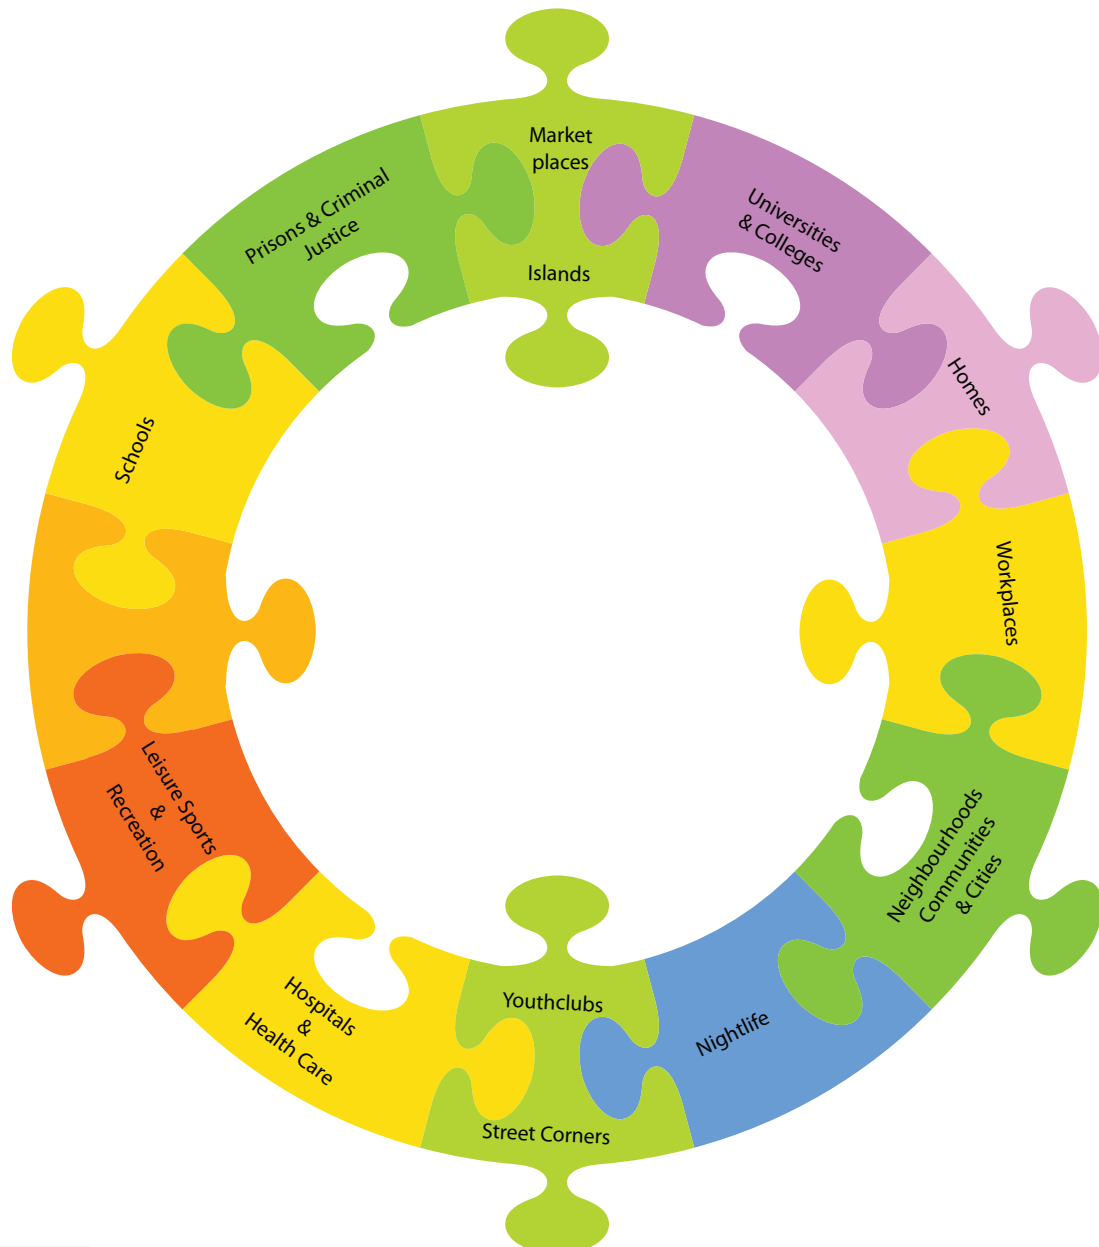 Market
places
Islands
Universities
& Colleges
Homes
Workplaces
Neighbourhoods
Communities
& Cities
Nightlife
Youthclubs
Street Corners
Hospitals
&
Health Care
Leisure Sports
&
Recreation
Schools
Prisons & Criminal
Justice